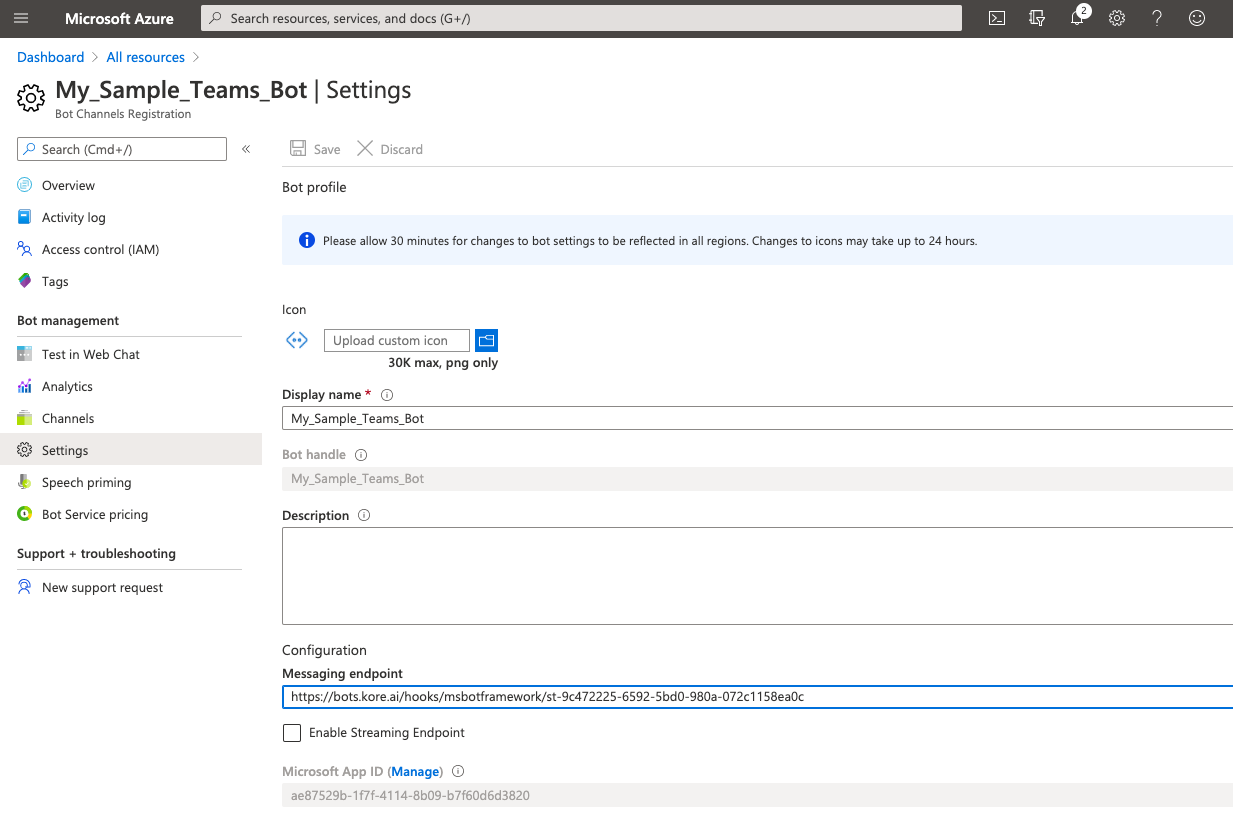 Microsoft Azure
Search resources, services, and docs (G+/)
2
Dashboard > All resources >
My_Sample_Teams_Bot | Settings
Bot Channels Registration
Search (Cmd+/)
«
Overview
Activity log
Access control (IAM)
Tags
Bot management
Test in Web Chat
Analytics
Channels
Settings
Speech priming
Bot Service pricing
Support + troubleshooting
New support request
Save
Discard
Bot profile
Please allow 30 minutes for changes to bot settings to be reflected in all regions. Changes to icons may take up to 24 hours.
Icon
Upload custom icon
30K max, png only
Display name *
My_Sample_Teams_Bot
Bot handle
My_Sample_Teams_Bot
Description
Configuration
Messaging endpoint
https://bots.kore.ai/hooks/msbotframework/st-9c472225-6592-5bd0-980a-072c1158ea0c
Enable Streaming Endpoint
Microsoft App ID (Manage)
ae87529b-1f7f-4114-8b09-b7f60d6d3820